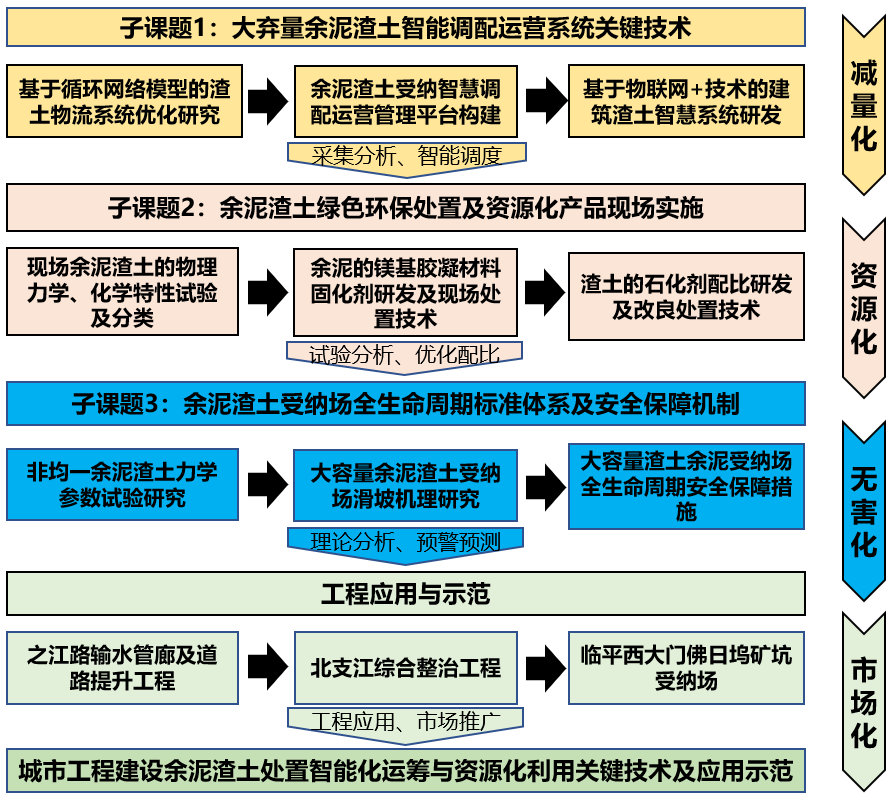 子课题1：大弃量余泥渣土智能调配运营系统关键技术
基于循环网络模型的渣
土物流系统优化研究
余泥渣土受纳智慧调
配运营管理平台构建
基于物联网+技术的建
筑渣土智慧系统研发
采集分析、智能调度
减量化
子课题2：余泥渣土绿色环保处置及资源化产品现场实施
现场余泥渣土的物理
力学、化学特性试验
及分类
余泥的镁基胶凝材料
固化剂研发及现场处
置技术
渣土的石化剂配比研发
及改良处置技术
试验分析、优化配比
资源化
子课题3：余泥渣土受纳场全生命周期标准体系及安全保障机制
非均一余泥渣土力学
参数试验研究
大容量余泥渣土受纳
场滑坡机理研究
大容量渣土余泥受纳场
全生命周期安全保障措
施
理论分析、预警预测
无害化
工程应用与示范
之江路输水管廊及道
路提升工程
北支江综合整治工程
临平西大门佛日坞矿坑
受纳场
工程应用、市场推广
市场化
城市工程建设余泥渣土处置智能化运筹与资源化利用关键技术及应用示范